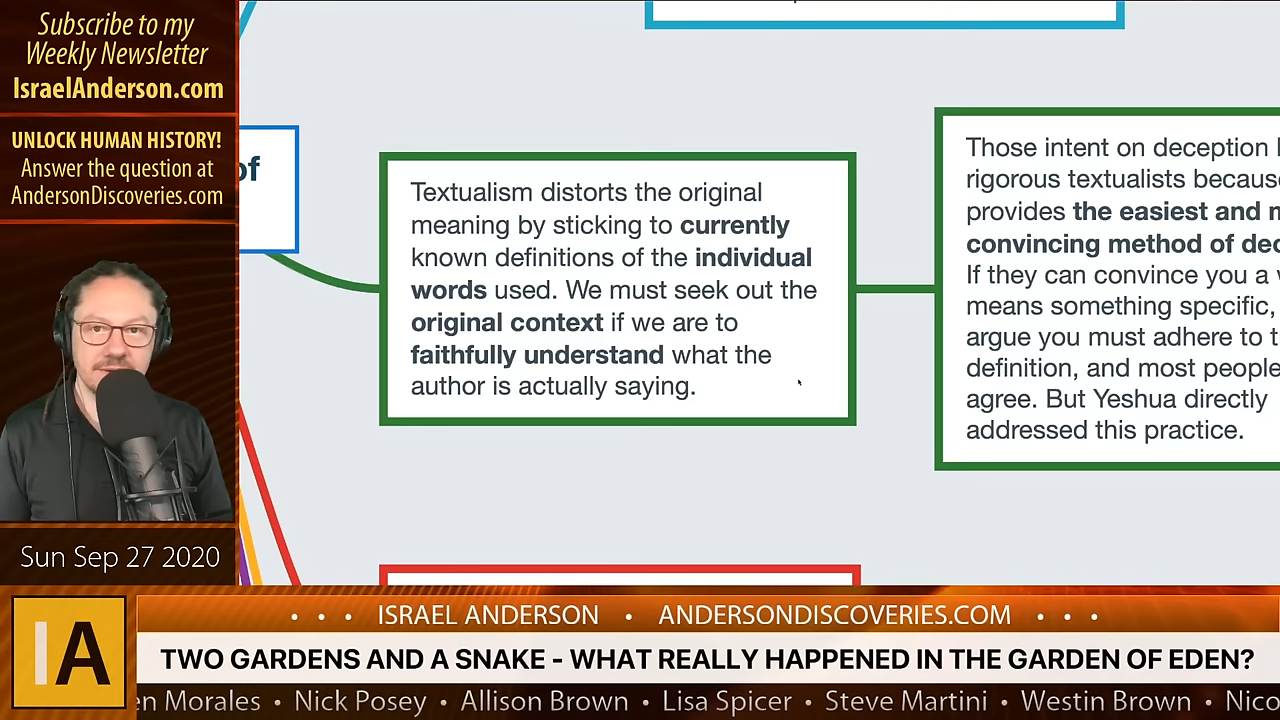 Subscribe to my
Weekly Newsletter
IsraelAnderson.com
UNLOCK HUMAN HISTORY!
Answer the question at
AndersonDiscoveries.com
of
Textualism distorts the original
meaning by sticking to currently
known definitions of the individual
words used. We must seek out the
original context if we are to
faithfully understand what the
author is actually saying.
Those intent on deception
rigorous textualists
provides the easiest and
convincing method of
If they can convince you a
means something specific,
argue you must adhere to
definition, and most people
agree. But Yeshua directly
addressed this practice.
Sun Sep 27 2020
IA
• • • ISRAEL ANDERSON • ANDERSONDISCOVERIES.COM • • •
TWO GARDENS AND A SNAKE - WHAT REALLY HAPPENED IN THE GARDEN OF EDEN?
Morales • Nick Posey • Allison Brown • Lisa Spicer • Steve Martini • Westin Brown •